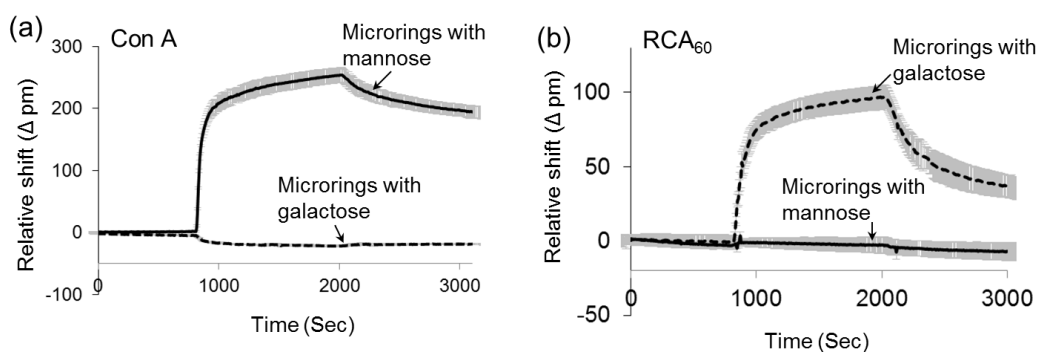 (a)
Con A
Microrings with
mannose
Microrings with
galactose
Relative shift (Δ pm)
300
200
100
0
-100
0
1000
2000
3000
Time (Sec)
(b)
RCA60
Microrings with
galactose
Microrings with
mannose
Relative shift (Δ pm)
100
50
0
-50
0
1000
2000
3000
Time (Sec)